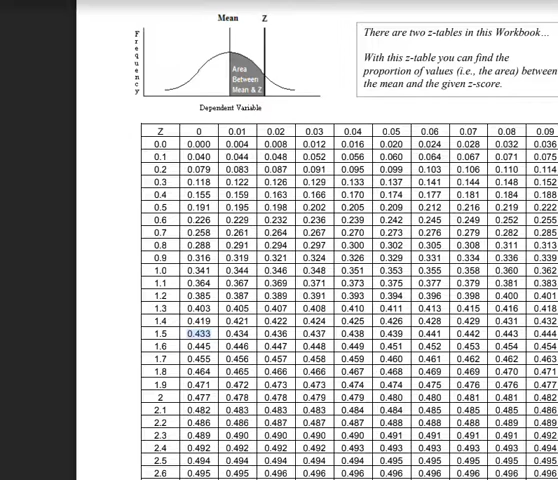 Mean Z
There are two z-tables in this Workbook…
With this z-table you can find the
proportion of values (i.e., the area) between
the mean and the given z-score.
Frequency
Area
Between
Mean & Z
Dependent Variable
Z 0 0.01 0.02 0.03 0.04 0.05 0.06 0.07 0.08 0.09
0.0 0.000 0.004 0.008 0.012 0.016 0.020 0.024 0.028 0.032 0.036
0.1 0.040 0.044 0.048 0.052 0.056 0.060 0.064 0.067 0.071 0.075
0.2 0.079 0.083 0.087 0.091 0.095 0.099 0.103 0.106 0.110 0.114
0.3 0.118 0.122 0.126 0.129 0.133 0.137 0.141 0.144 0.148 0.152
0.4 0.155 0.159 0.163 0.166 0.170 0.174 0.177 0.181 0.184 0.188
0.5 0.191 0.195 0.198 0.202 0.205 0.209 0.212 0.216 0.219 0.222
0.6 0.226 0.229 0.232 0.236 0.239 0.242 0.245 0.249 0.252 0.255
0.7 0.258 0.261 0.264 0.267 0.270 0.273 0.276 0.279 0.282 0.285
0.8 0.288 0.291 0.294 0.297 0.300 0.302 0.305 0.308 0.311 0.313
0.9 0.316 0.319 0.321 0.324 0.326 0.329 0.331 0.334 0.336 0.339
1.0 0.341 0.344 0.346 0.348 0.351 0.353 0.355 0.358 0.360 0.362
1.1 0.364 0.367 0.369 0.371 0.373 0.375 0.377 0.379 0.381 0.383
1.2 0.385 0.387 0.389 0.391 0.393 0.394 0.396 0.398 0.400 0.401
1.3 0.403 0.405 0.407 0.408 0.410 0.411 0.413 0.415 0.416 0.418
1.4 0.419 0.421 0.422 0.424 0.425 0.426 0.428 0.429 0.431 0.432
1.5 0.433 0.434 0.436 0.437 0.438 0.439 0.441 0.442 0.443 0.444
1.6 0.445 0.446 0.447 0.448 0.449 0.451 0.452 0.453 0.454 0.454
1.7 0.455 0.456 0.457 0.458 0.459 0.460 0.461 0.462 0.462 0.463
1.8 0.464 0.465 0.466 0.466 0.467 0.468 0.469 0.469 0.470 0.471
1.9 0.471 0.472 0.473 0.473 0.474 0.474 0.475 0.476 0.476 0.477
2 0.477 0.478 0.478 0.479 0.479 0.480 0.480 0.481 0.481 0.482
2.1 0.482 0.483 0.483 0.483 0.484 0.484 0.485 0.485 0.485 0.486
2.2 0.486 0.486 0.487 0.487 0.487 0.488 0.488 0.488 0.489 0.489
2.3 0.489 0.490 0.490 0.490 0.490 0.491 0.491 0.491 0.491 0.492
2.4 0.492 0.492 0.492 0.492 0.493 0.493 0.493 0.493 0.493 0.494
2.5 0.494 0.494 0.494 0.494 0.494 0.495 0.495 0.495 0.495 0.495
2.6 0.495 0.495 0.496 0.496 0.496 0.496 0.496 0.496 0.496 0.496